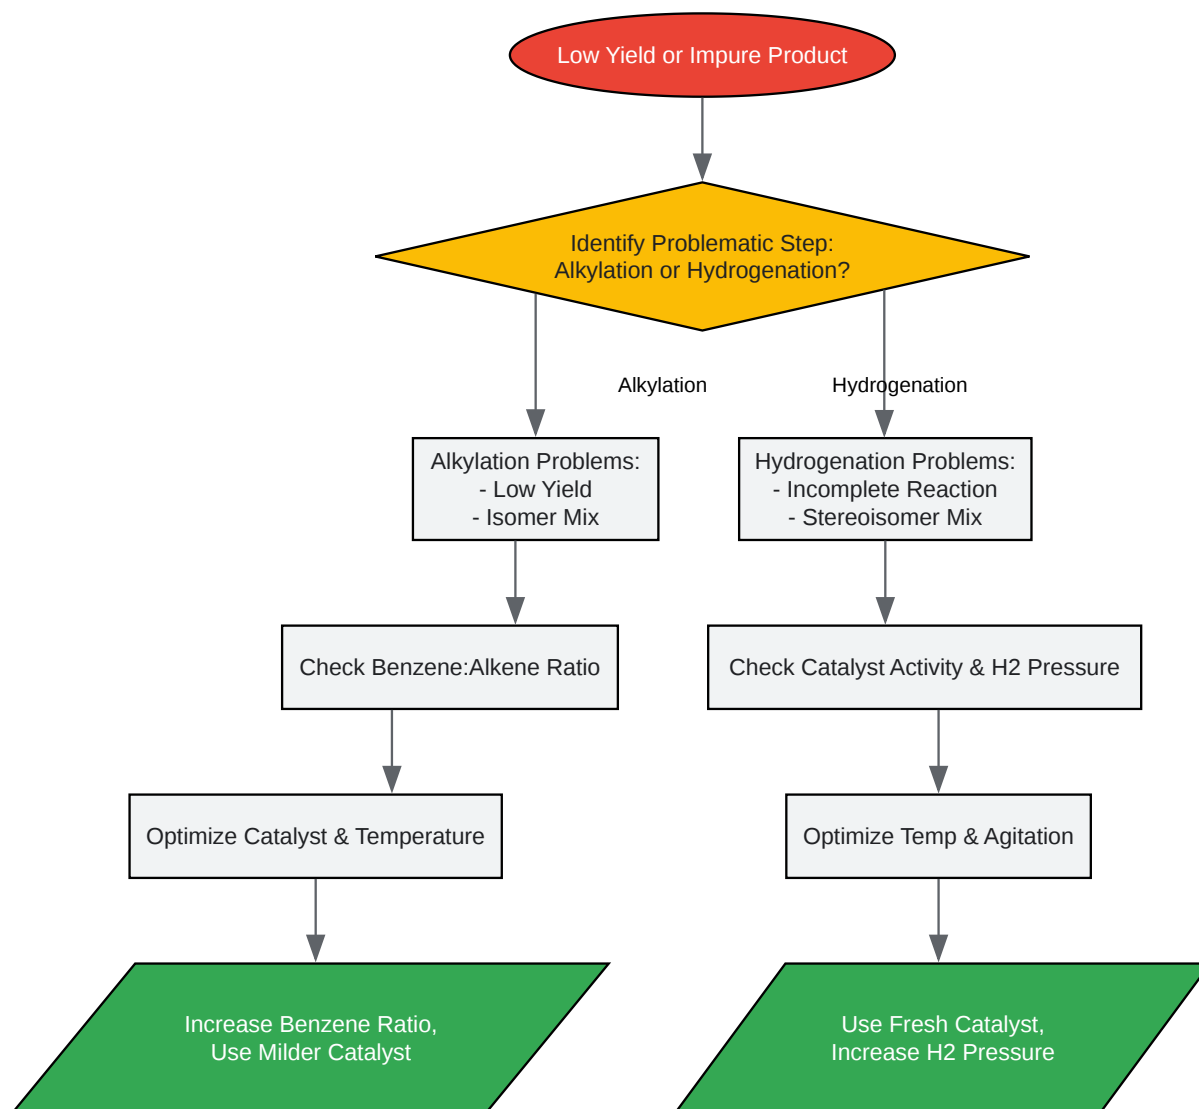 Low Yield or Impure Product
Identify Problematic Step:
Alkylation or Hydrogenation?
Alkylation
Hydrogenation
Alkylation Problems:
- Low Yield
- Isomer Mix
Hydrogenation Problems:
- Incomplete Reaction
- Stereoisomer Mix
Check Benzene:Alkene Ratio
Check Catalyst Activity & H2 Pressure
Optimize Catalyst & Temperature
Optimize Temp & Agitation
Increase Benzene Ratio,
Use Milder Catalyst
Use Fresh Catalyst,
Increase H2 Pressure